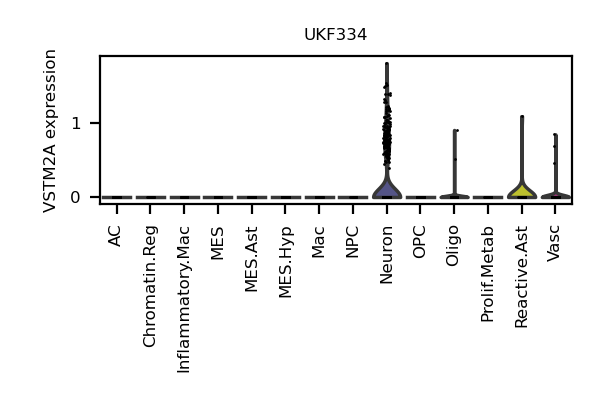 UKF334
VSTM2A expression
1
0
AC
Chromatin.Reg
Inflammatory.Mac
MES
MES.Ast
MES.Hyp
Mac
NPC
Neuron
OPC
Oligo
Prolif.Metab
Reactive.Ast
Vasc